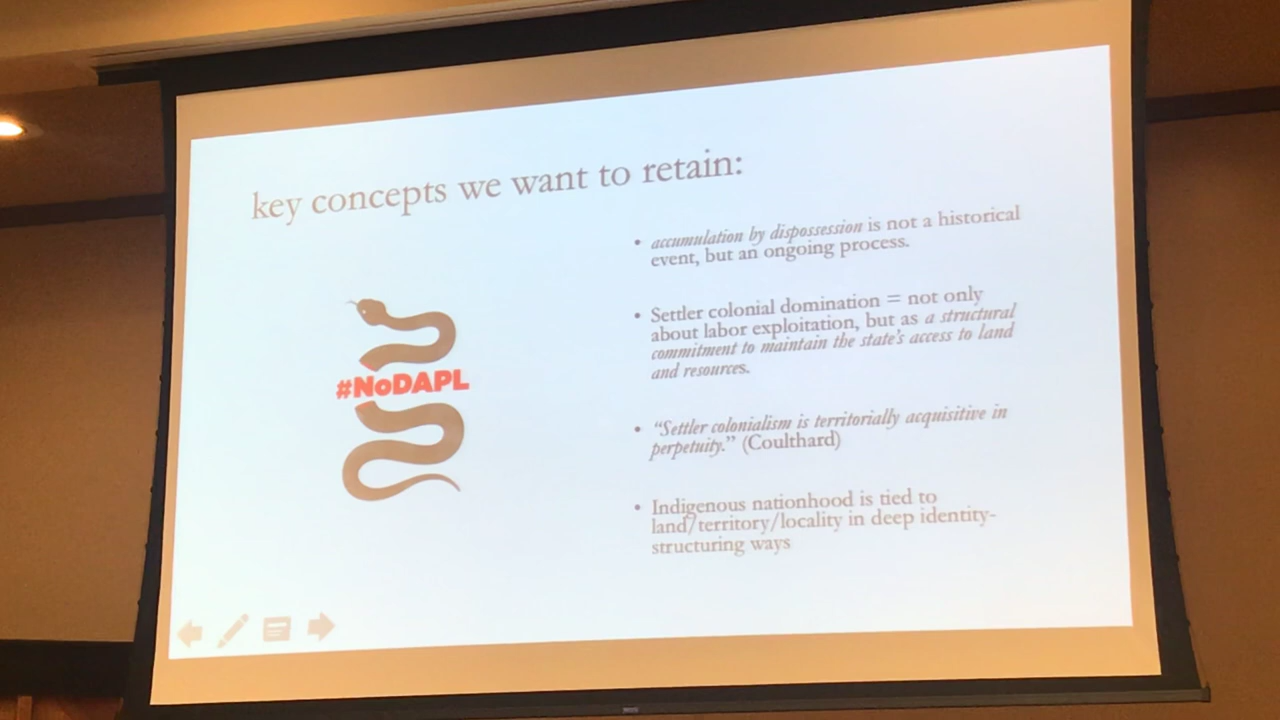 key concepts we want to retain:
#NoDAPL
• accumulation by dispossession is not a historical
event, but an ongoing process.
• Settler colonial domination = not only
about labor exploitation, but as a structural
commitment to maintain the state's access to land
and resources.
• "Settler colonialism is territorially acquisitive in
perpetuity." (Coulthard)
• Indigenous nationhood is tied to
land/territory/locality in deep identity-
structuring ways